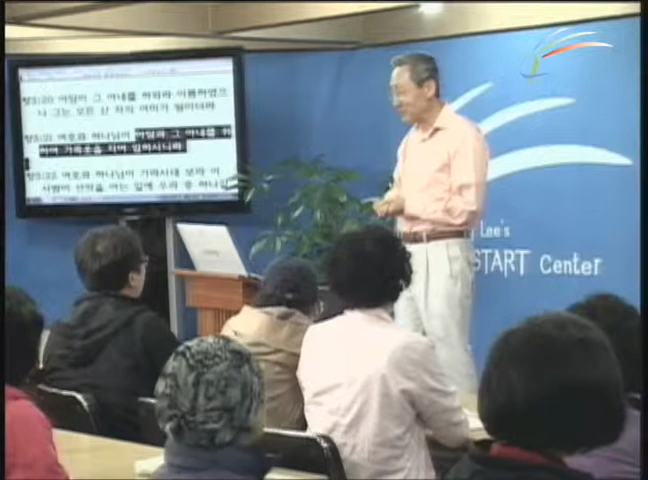 창3:20 아담이 그 아내를 하와라 이름하였으
니 그는 모든 산 자의 어미가 됨이더라
창3:21 여호와 하나님이 아담과 그 아내를 위
하여 가죽옷을 지어 입히시니라
창3:22 여호와 하나님이 가라사대 보라 이
사람이 선악을 아는 일에 우리 중 하나
Lee's
START Center